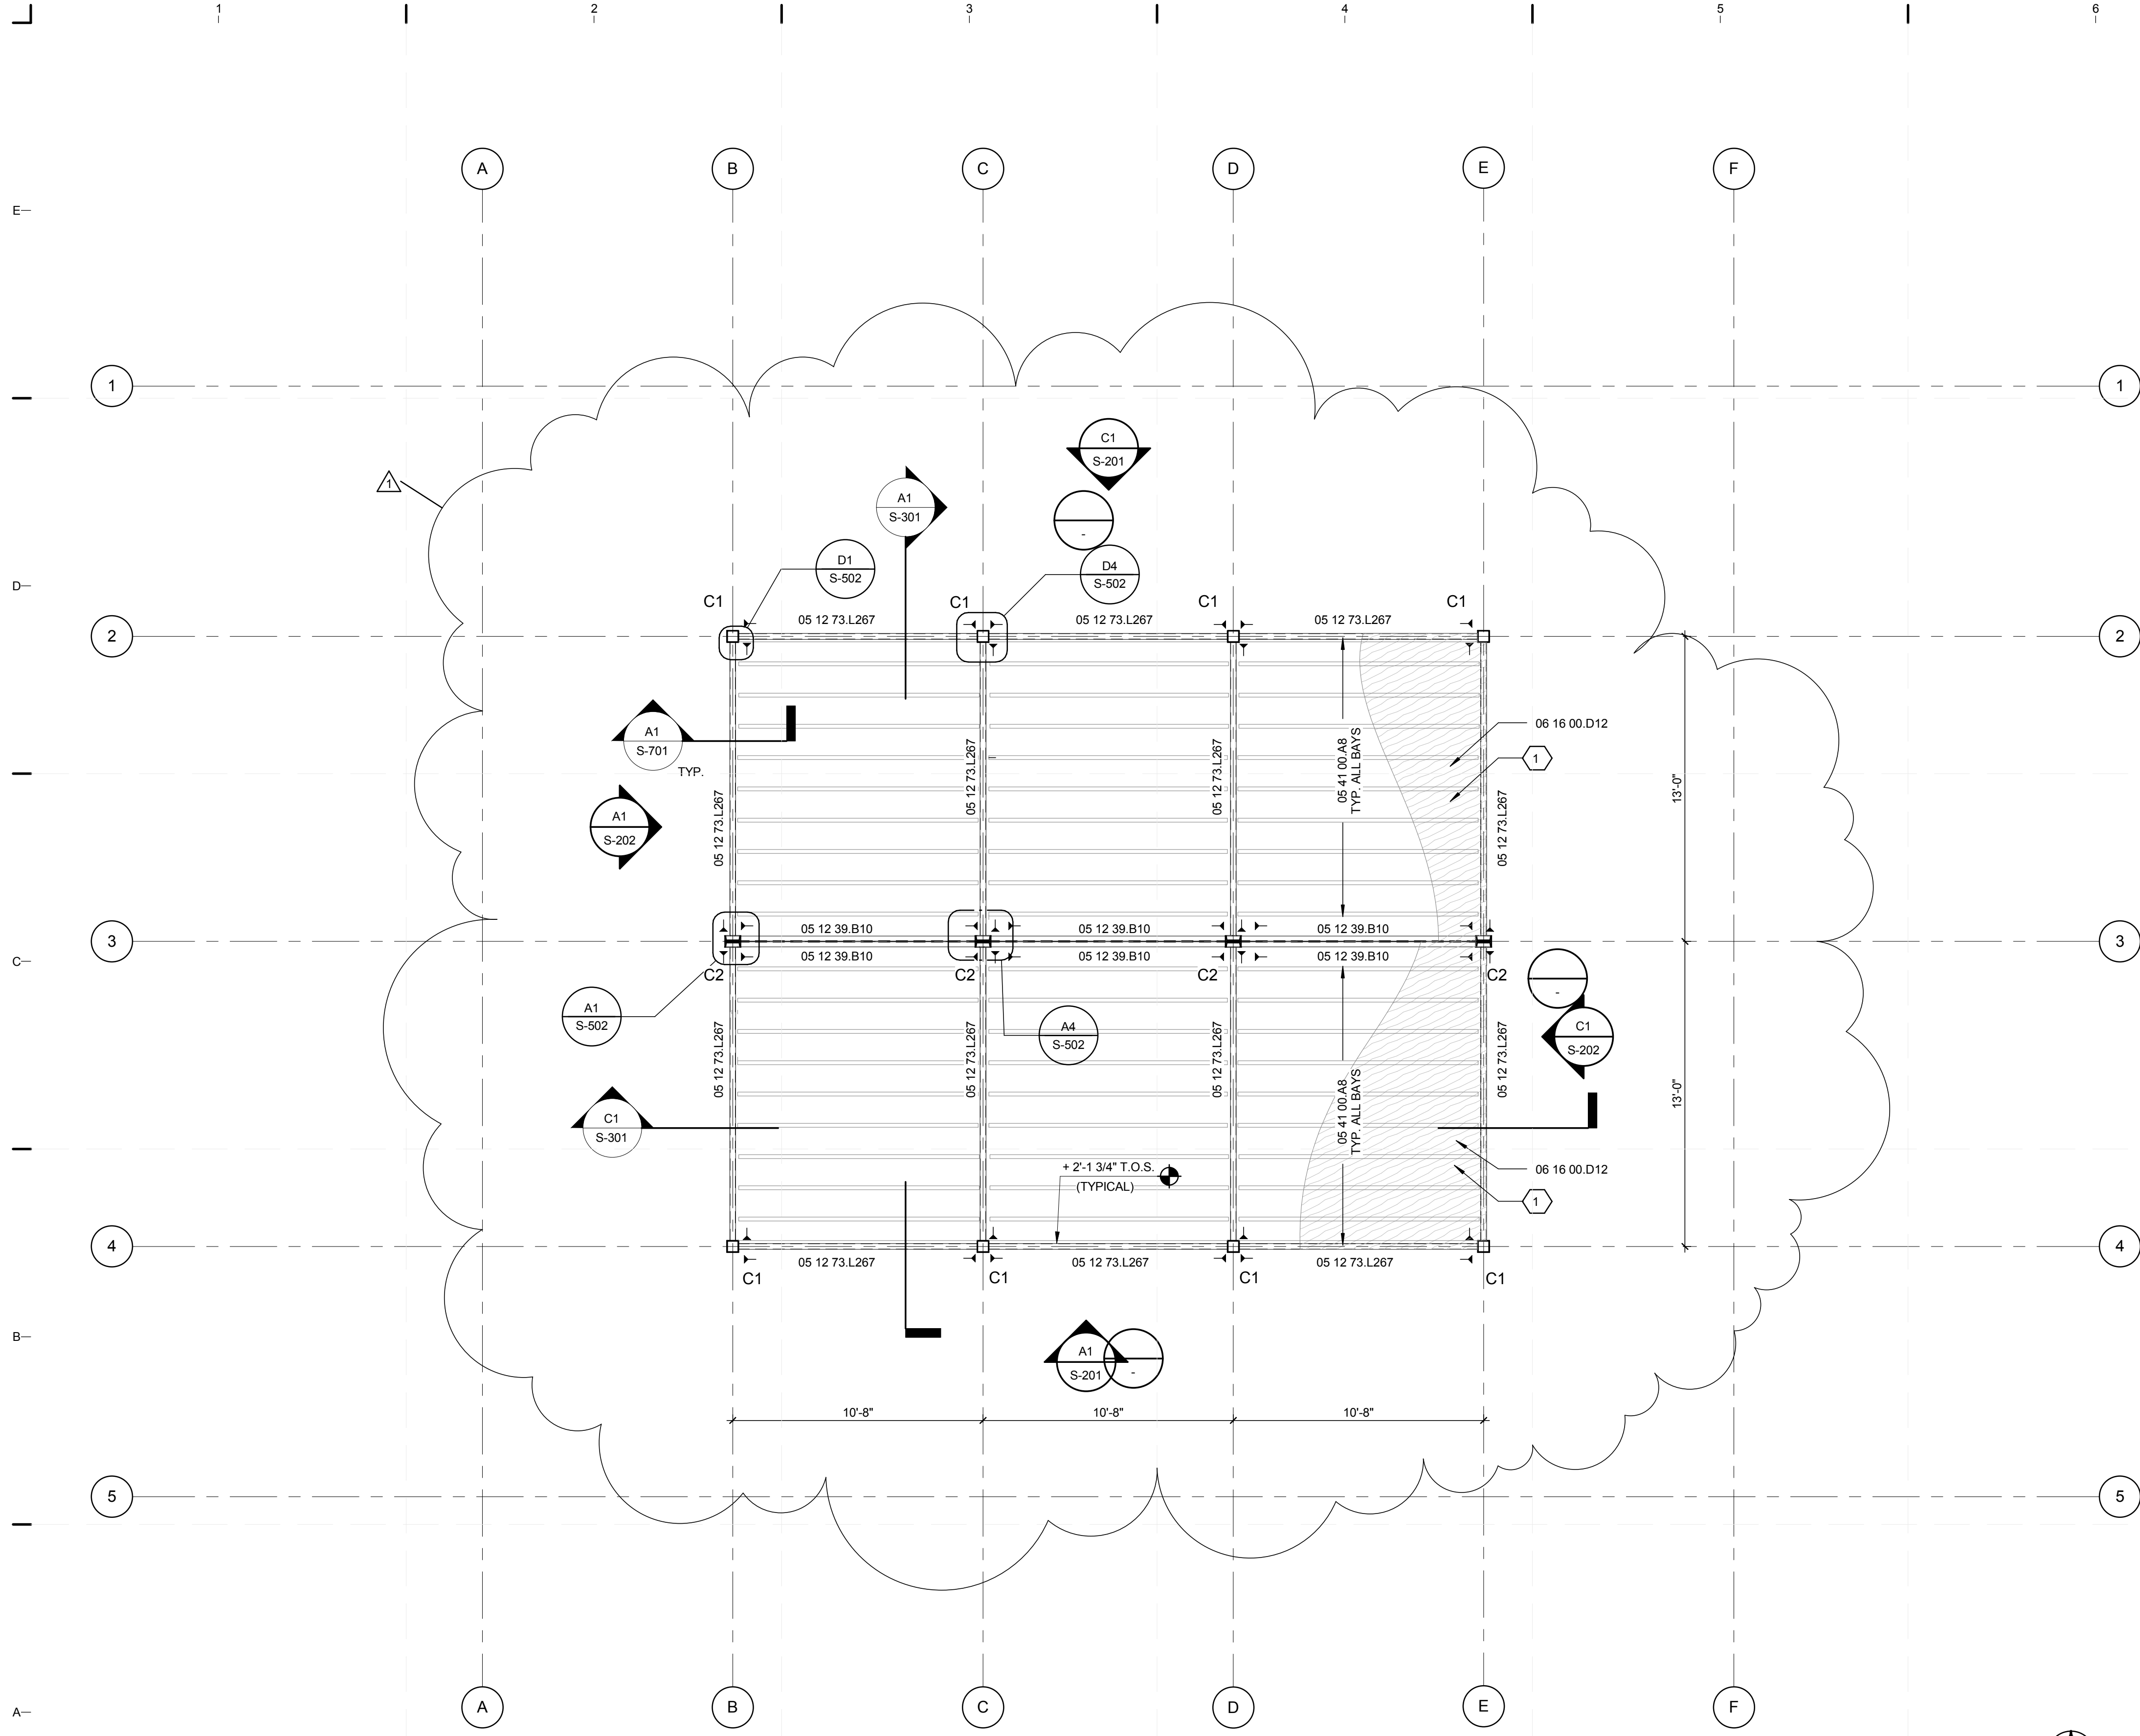 1
2
3
4
5
6
A
B
C
D
E
F
E
1
1
C1
S-201
1
A1
S-301
-
D1
S-502
D4
S-502
D
C1
C1
C1
C1
05 12 73.L267
05 12 73.L267
05 12 73.L267
2
2
06 16 00.D12
A1
S-701
TYP.
1
05 12 73.L267
05 12 73.L267
05 12 73.L267
05 41 00.A8
TYP. ALL BAYS
05 12 73.L267
13'-0"
A1
S-202
05 12 39.B10
05 12 39.B10
05 12 39.B10
3
3
05 12 39.B10
05 12 39.B10
05 12 39.B10
C
C2
C2
C2
C2
-
A1
S-502
A4
S-502
C1
S-202
05 12 73.L267
05 12 73.L267
05 12 73.L267
05 41 00.A8
TYP. ALL BAYS
05 12 73.L267
13'-0"
C1
S-301
+ 2'-1 3/4" T.O.S.
(TYPICAL)
06 16 00.D12
1
4
4
05 12 73.L267
05 12 73.L267
05 12 73.L267
C1
C1
C1
C1
B
A1
S-201
-
10'-8"
10'-8"
10'-8"
5
5
A
A
B
C
D
E
F